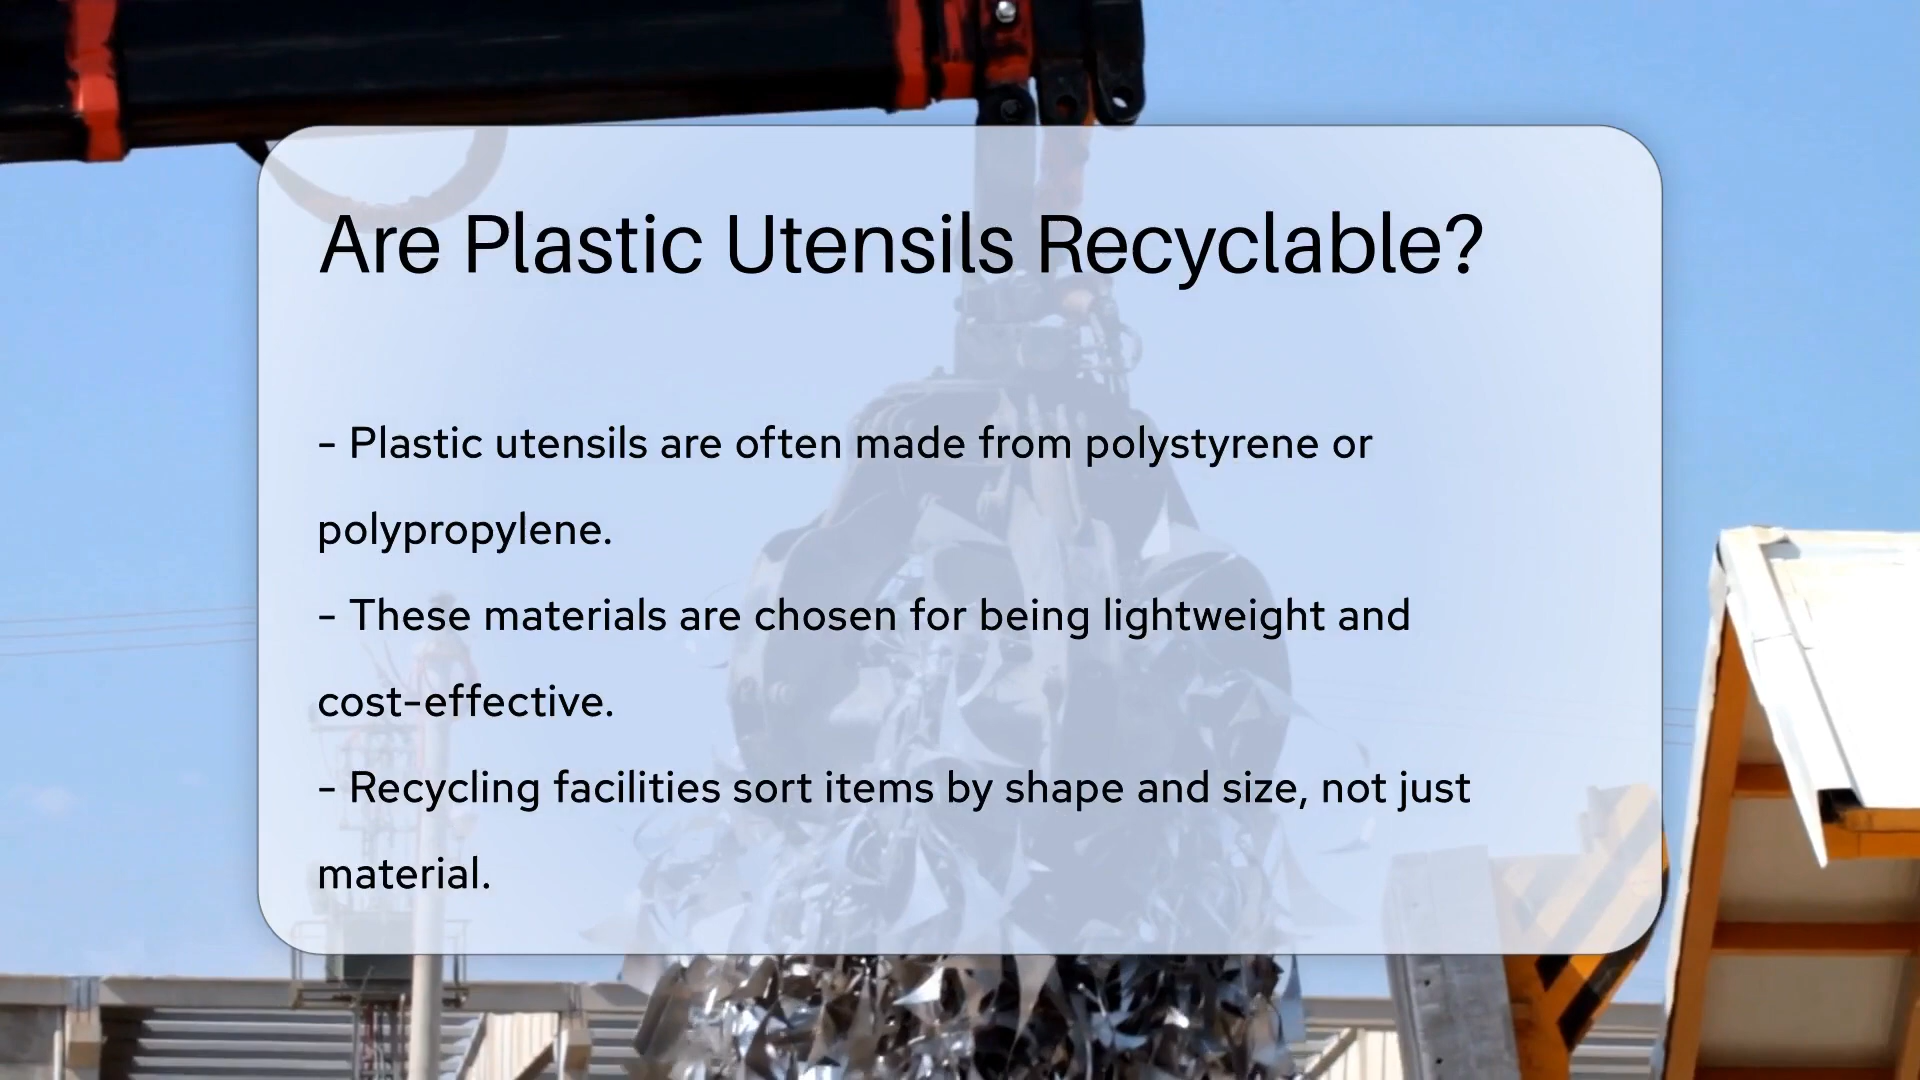 Are Plastic Utensils Recyclable?
- Plastic utensils are often made from polystyrene or
polypropylene.
- These materials are chosen for being lightweight and
cost-effective.
- Recycling facilities sort items by shape and size, not just
material.